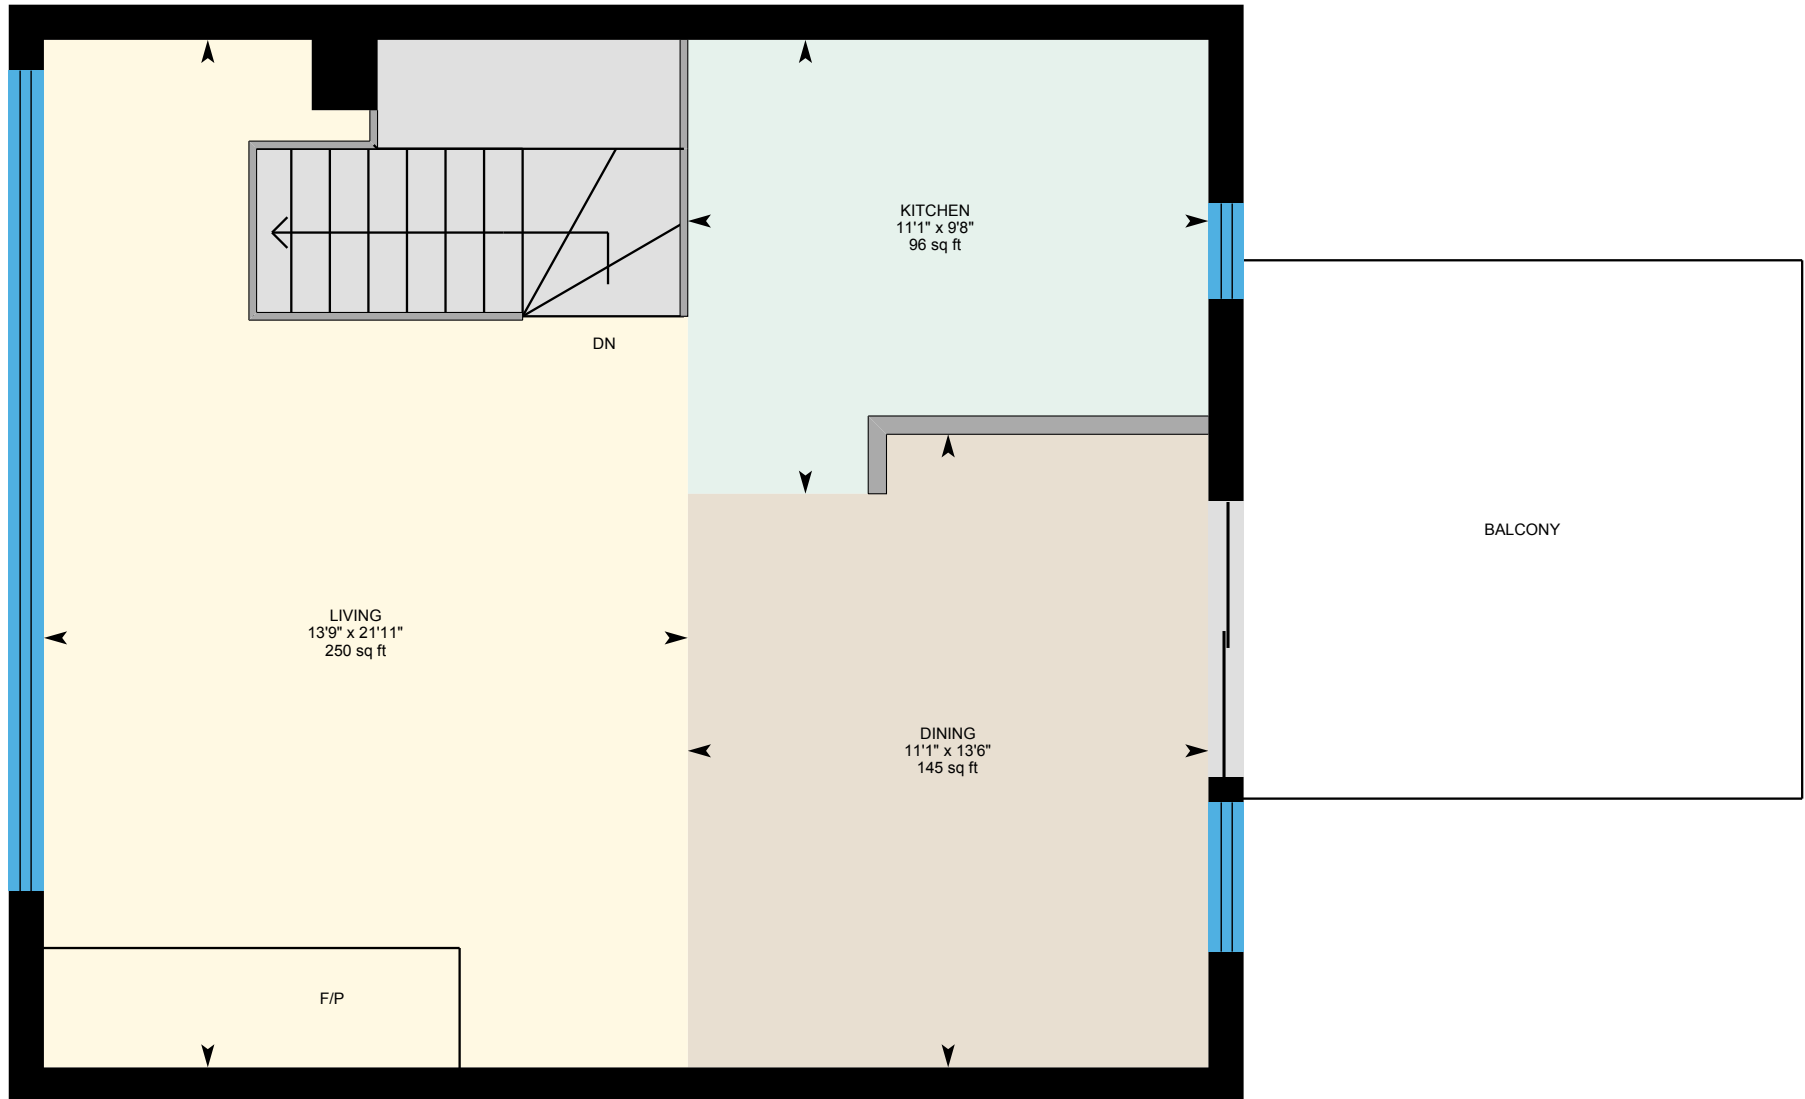 KITCHEN
11'1" x 9'8"
96 sq ft
DN
BALCONY
LIVING
13'9" x 21'11"
250 sq ft
DINING
11'1" x 13'6"
145 sq ft
F/P